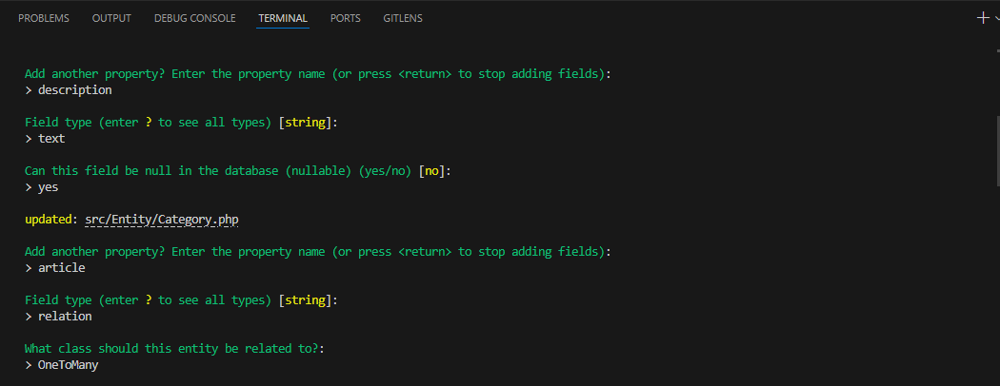 PROBLEMS OUTPUT DEBUG CONSOLE TERMINAL PORTS GITLENS
Add another property? Enter the property name (or press <return> to stop adding fields):
> description
Field type (enter ? to see all types) [string]:
> text
Can this field be null in the database (nullable) (yes/no) [no]:
> yes
updated: src/Entity/Category.php
Add another property? Enter the property name (or press <return> to stop adding fields):
> article
Field type (enter ? to see all types) [string]:
> relation
What class should this entity be related to?:
> OneToMany